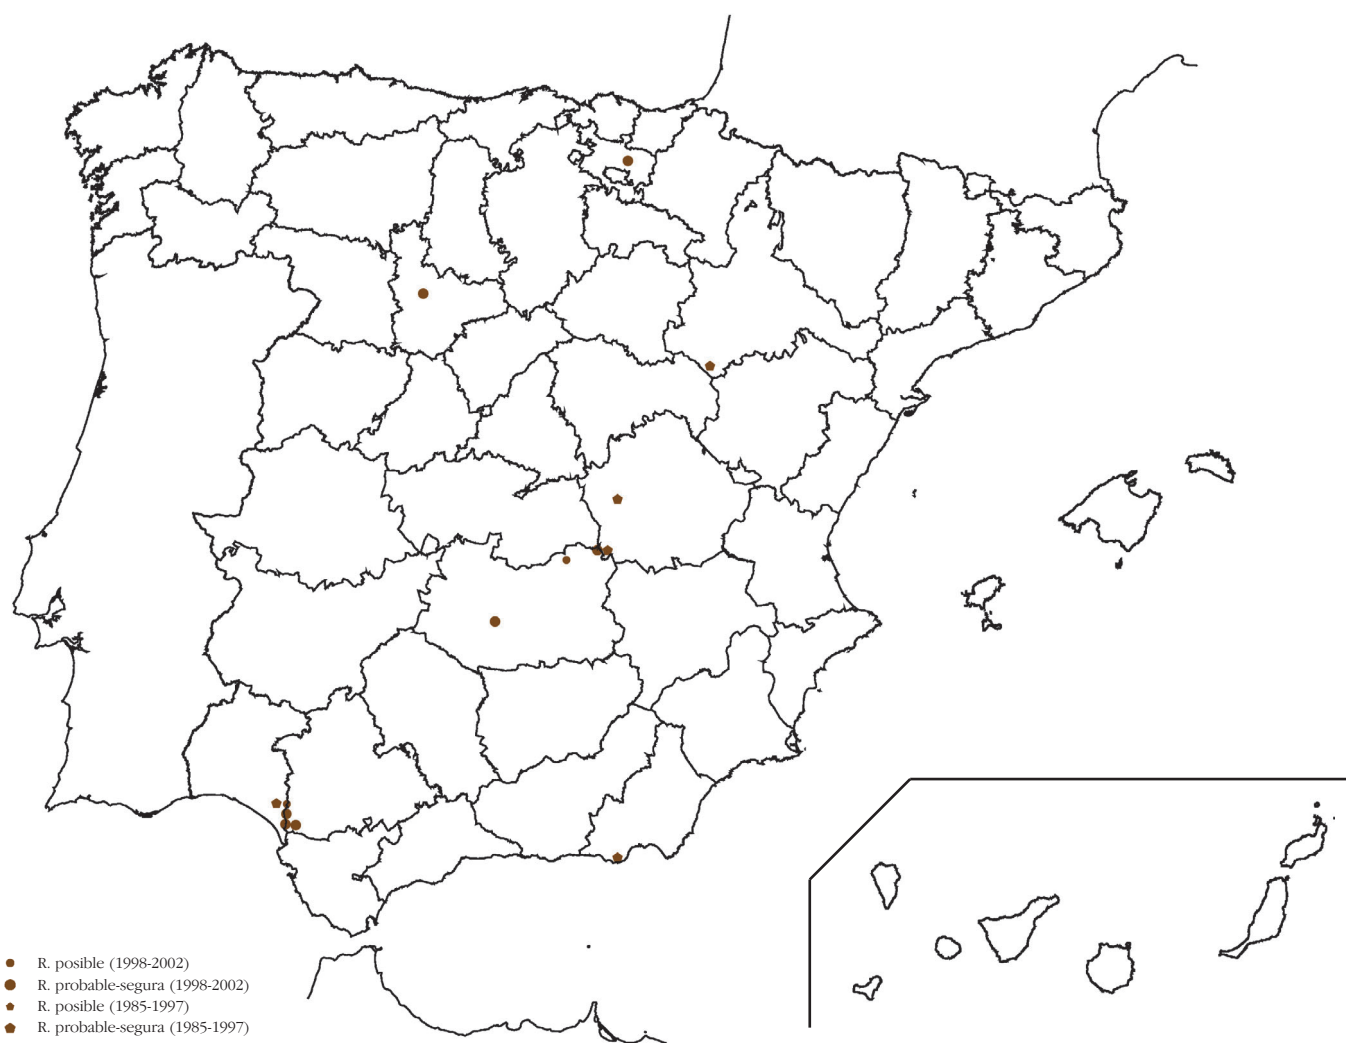 R. posible (1998-2002)
R. probable-segura (1998-2002)
R. posible (1985-1997)
R. probable-segura (1985-1997)